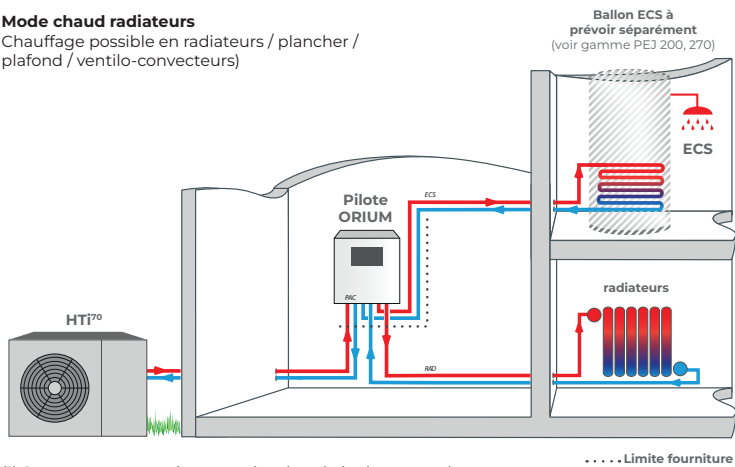 Mode chaud radiateurs
Chauffage possible en radiateurs / plancher /
plafond / ventilo-convecteurs)
Ballon ECS à
prévoir séparément
(voir gamme PEJ 200, 270)
ECS
ECS
Pilote
ORIUM
PAC
radiateurs
HTi⁷⁰
RAD
.....Limite fourniture